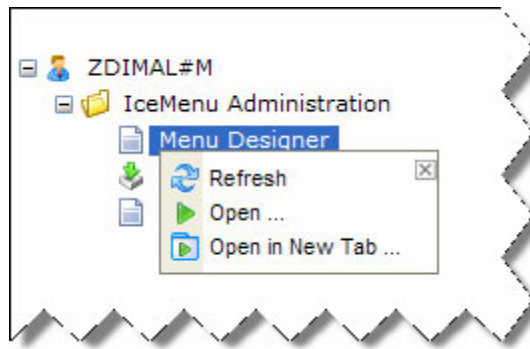 ZDIMAL#M
IceMenu Administration
Menu Designer
Refresh
Open ...
Open in New Tab ...